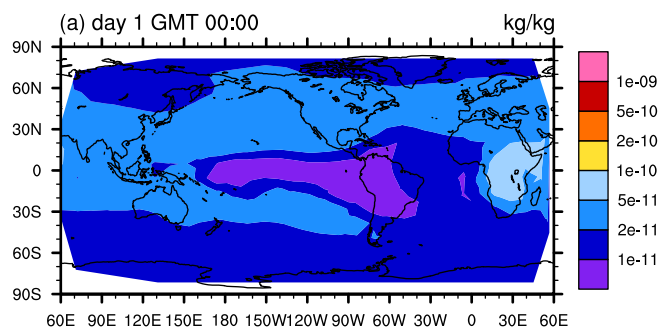 (a) day 1 GMT 00:00 kg/kg
90N
60N
30N
0
30S
60S
90S
60E 90E 120E 150E 180 150W 120W 90W 60W 30W 0 30E 60E
1e-09
5e-10
2e-10
1e-10
5e-11
2e-11
1e-11